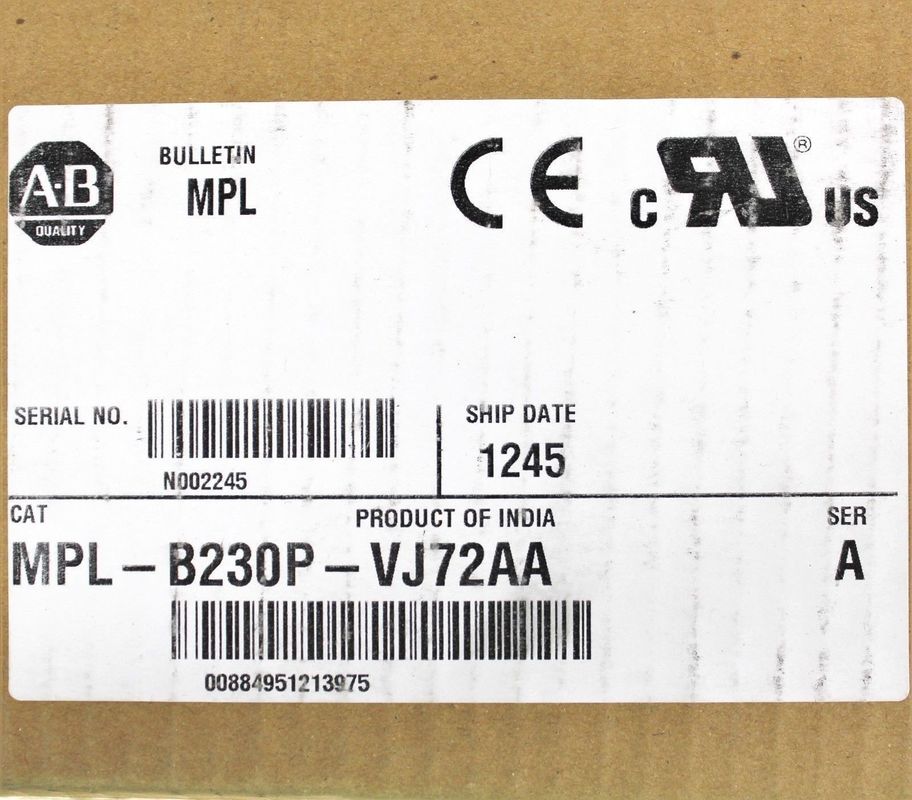 A-B
QUALITY
BULLETIN
MPL
CE
C RU ® US
SERIAL NO.
N002245
SHIP DATE
1245
CAT
PRODUCT OF INDIA
SER
MPL-B230P-VJ72AA
A
00884951213975